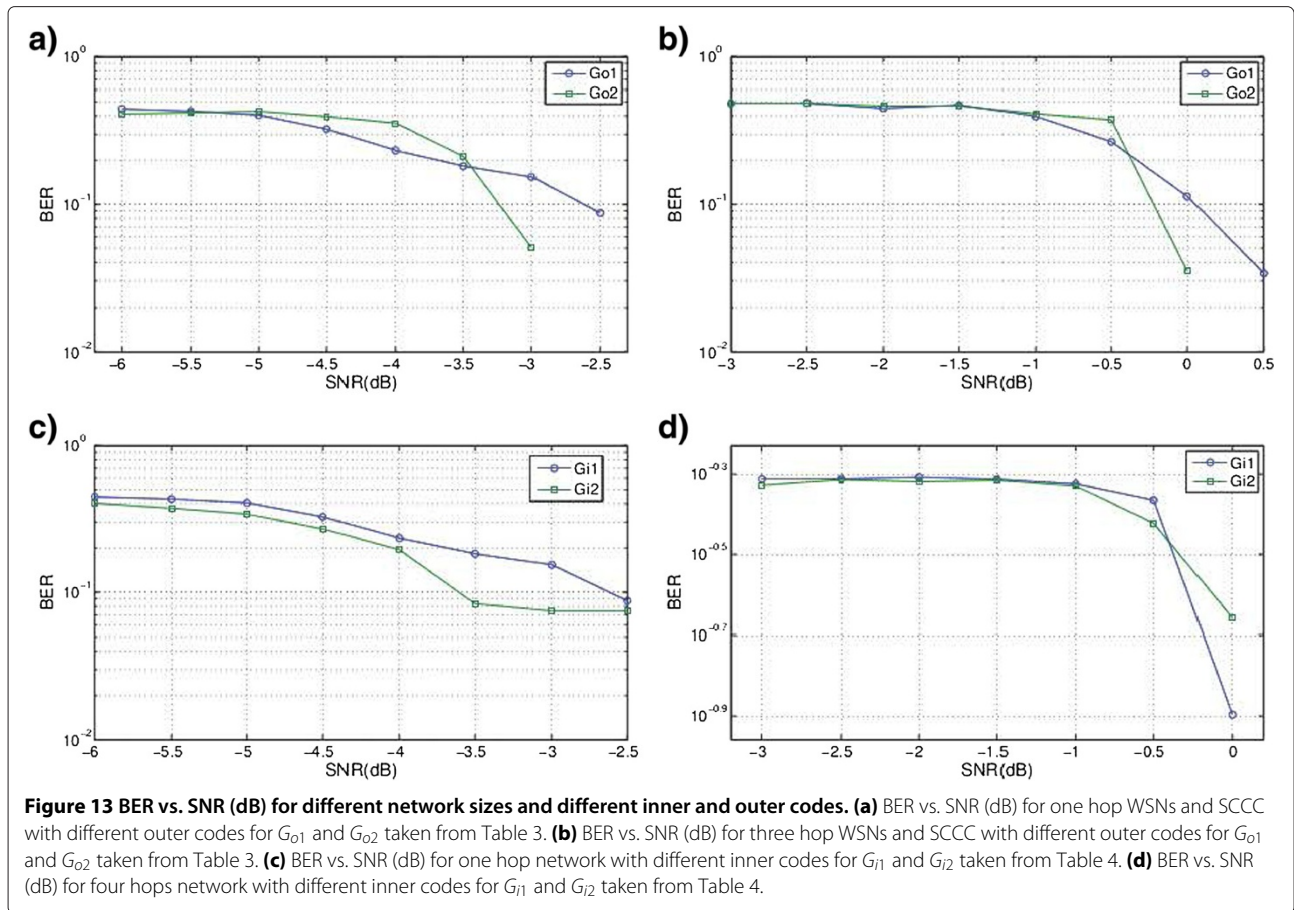 a)
10^0
10^-1
10^-2
BER
Go1
Go2
-6 -5.5 -5 -4.5 -4 -3.5 -3 -2.5
SNR(dB)
b)
10^0
10^-1
10^-2
BER
Go1
Go2
-3 -2.5 -2 -1.5 -1 -0.5 0 0.5
SNR(dB)
c)
10^0
10^-1
10^-2
BER
Gi1
Gi2
-6 -5.5 -5 -4.5 -4 -3.5 -3 -2.5
SNR(dB)
d)
10^-0.3
10^-0.5
10^-0.7
10^-0.9
BER
Gi1
Gi2
-3 -2.5 -2 -1.5 -1 -0.5 0
SNR(dB)
Figure 13 BER vs. SNR (dB) for different network sizes and different inner and outer codes. (a) BER vs. SNR (dB) for one hop WSNs and SCCC
with different outer codes for Go1 and Go2 taken from Table 3. (b) BER vs. SNR (dB) for three hop WSNs and SCCC with different outer codes for Go1
and Go2 taken from Table 3. (c) BER vs. SNR (dB) for one hop network with different inner codes for Gi1 and Gi2 taken from Table 4. (d) BER vs. SNR
(dB) for four hops network with different inner codes for Gi1 and Gi2 taken from Table 4.